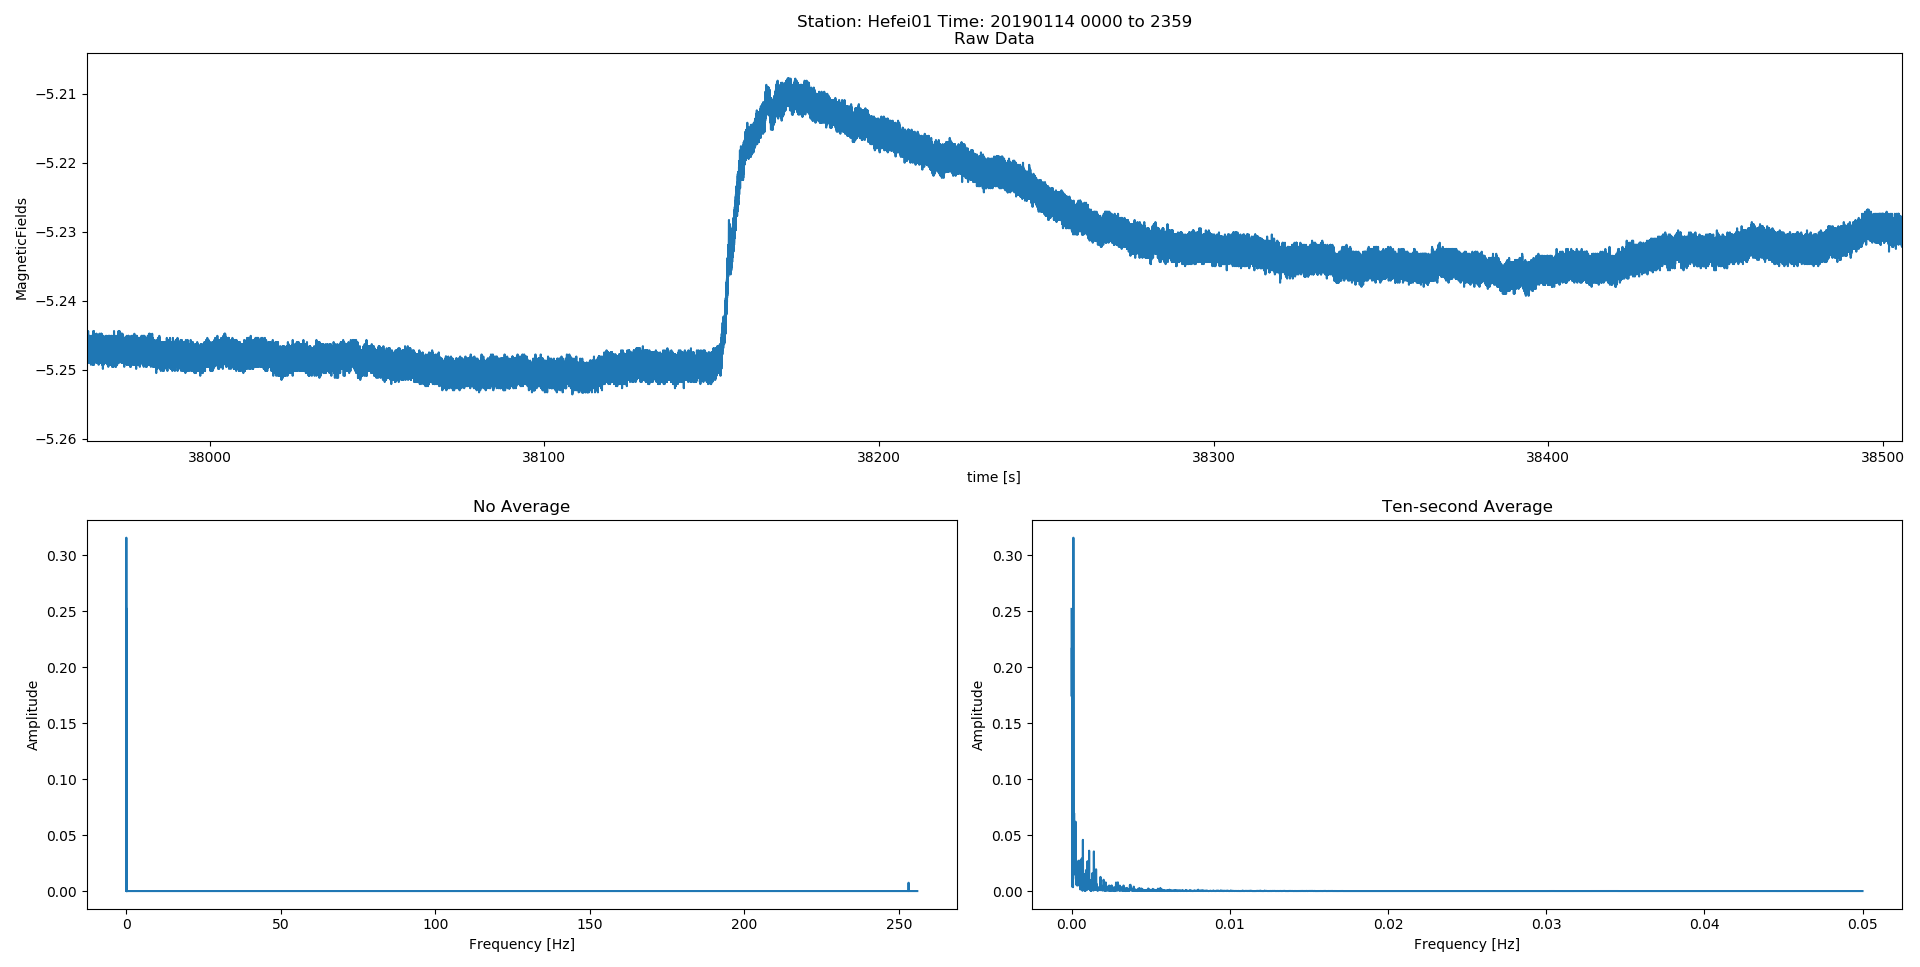 Station: Hefei01 Time: 20190114 0000 to 2359
Raw Data
−5.21
−5.22
−5.23
−5.24
−5.25
−5.26
MagneticFields
38000 38100 38200 38300 38400 38500
time [s]
No Average
0.30
0.25
0.20
0.15
0.10
0.05
0.00
Amplitude
0 50 100 150 200 250
Frequency [Hz]
Ten-second Average
0.30
0.25
0.20
0.15
0.10
0.05
0.00
Amplitude
0.00 0.01 0.02 0.03 0.04 0.05
Frequency [Hz]